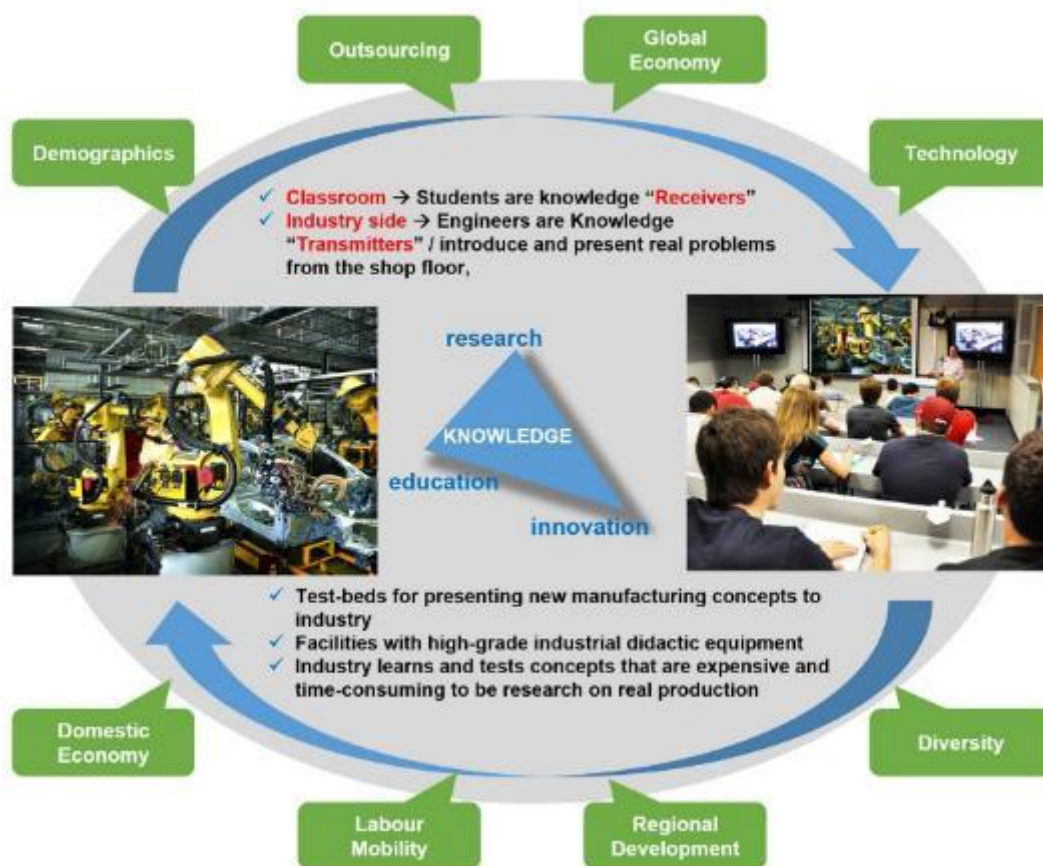 Outsourcing
Global
Economy
Demographics
Technology
✓ Classroom → Students are knowledge “Receivers”
✓ Industry side → Engineers are Knowledge
“Transmitters” / introduce and present real problems
from the shop floor,
research
KNOWLEDGE
education
innovation
✓ Test-beds for presenting new manufacturing concepts to
industry
✓ Facilities with high-grade industrial didactic equipment
✓ Industry learns and tests concepts that are expensive and
time-consuming to be research on real production
Domestic
Economy
Diversity
Labour
Mobility
Regional
Development